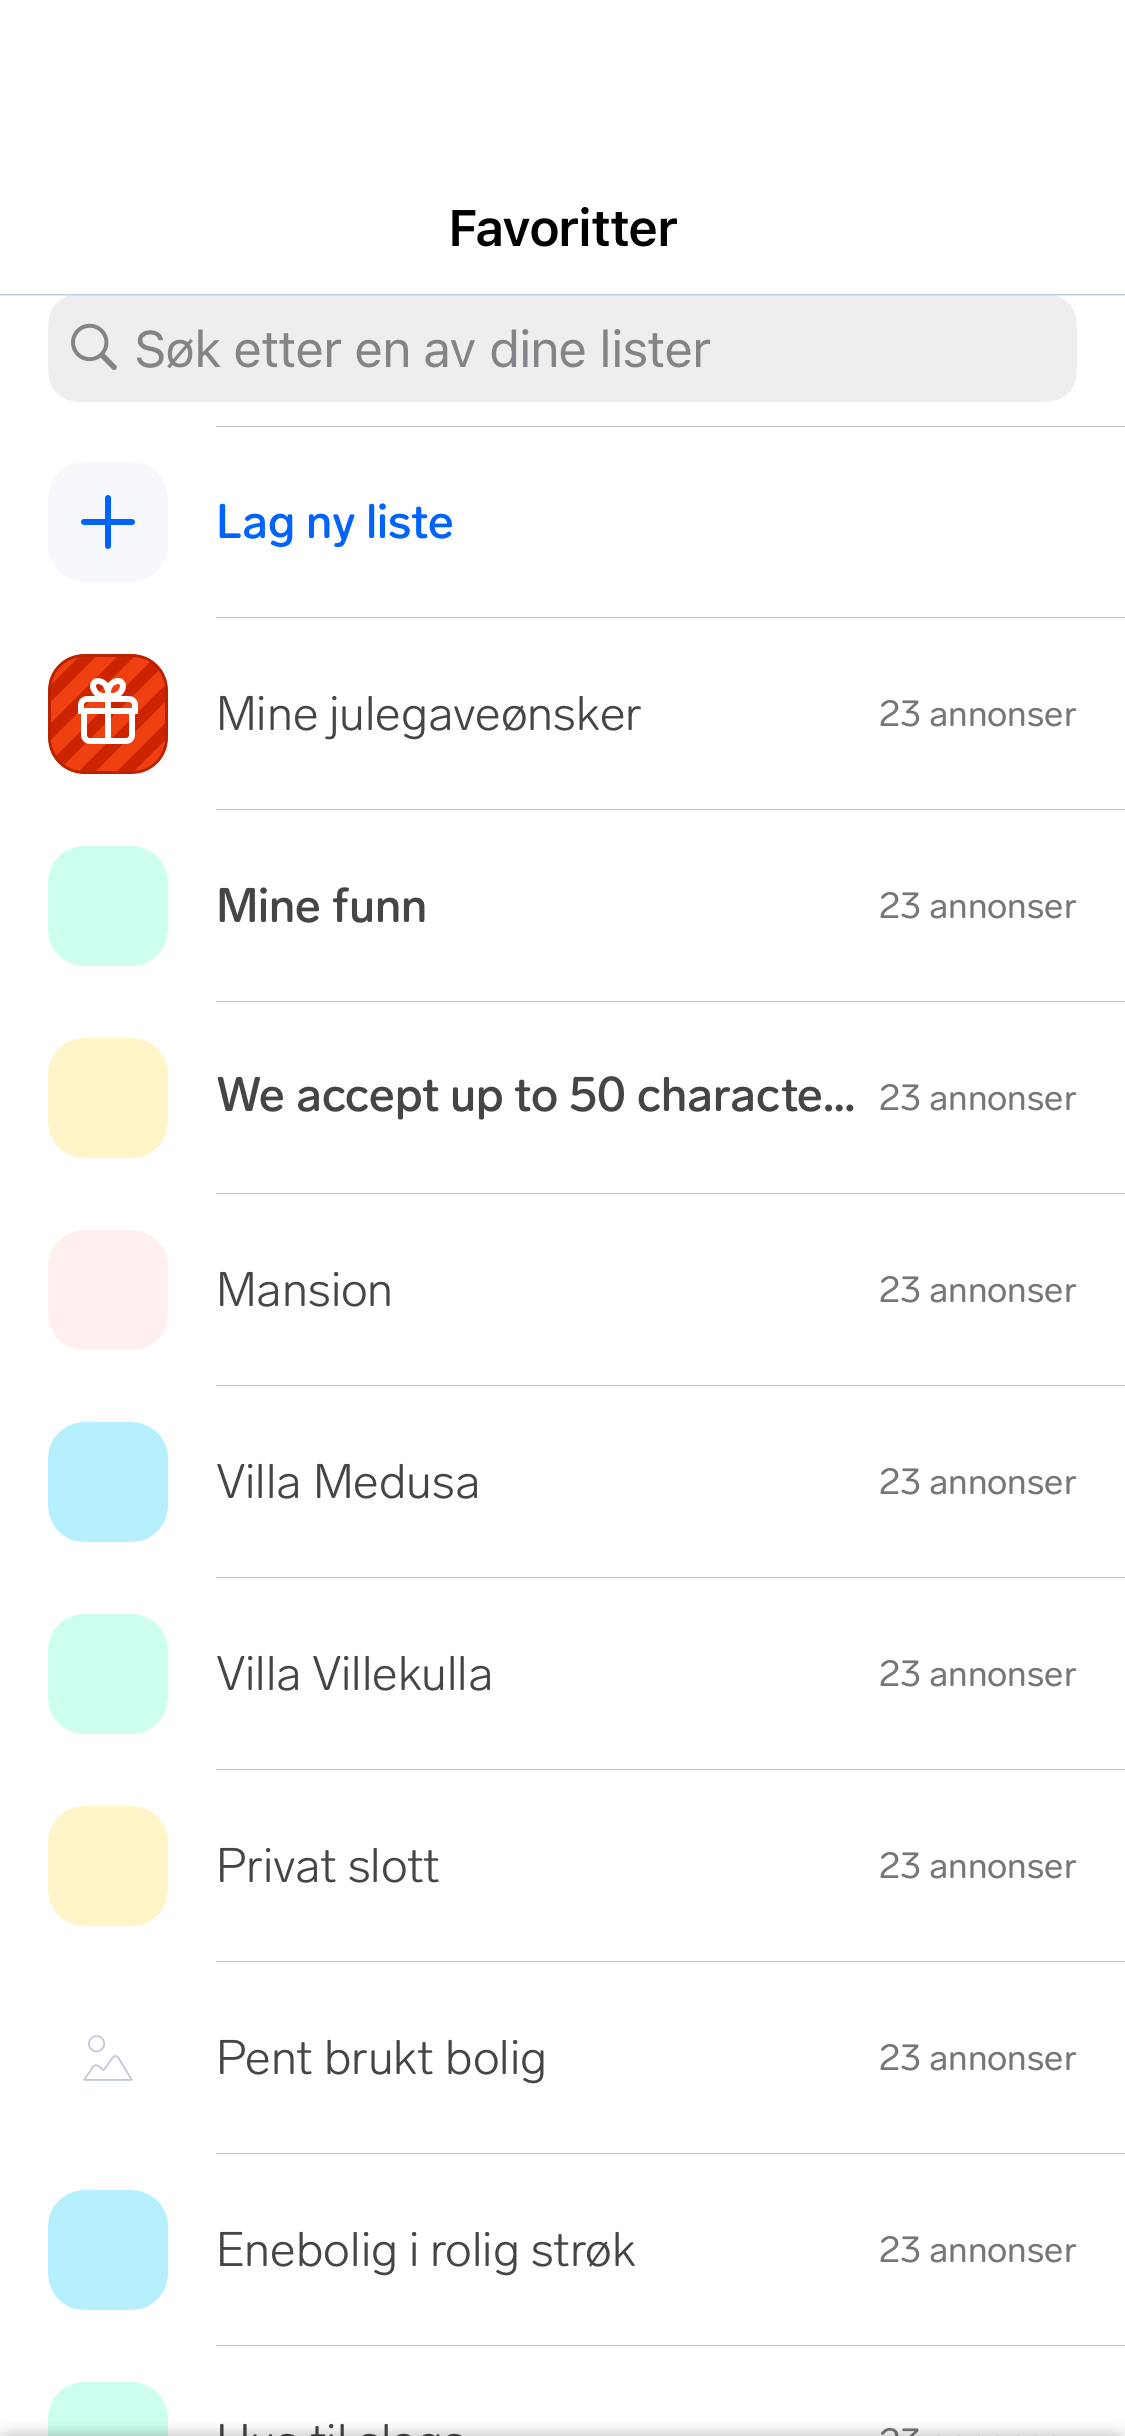 Favoritter
Søk etter en av dine lister
Lag ny liste
Mine julegaveønsker 23 annonser
Mine funn 23 annonser
We accept up to 50 characte... 23 annonser
Mansion 23 annonser
Villa Medusa 23 annonser
Villa Villekulla 23 annonser
Privat slott 23 annonser
Pent brukt bolig 23 annonser
Enebolig i rolig strøk 23 annonser